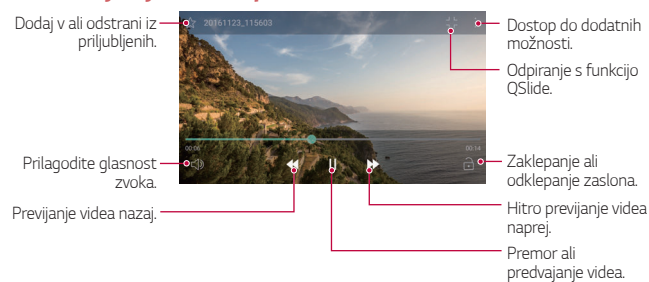 Dodaj v ali odstrani iz
priljubljenih.
20161123_115603
Dostop do dodatnih
možnosti.
Odpiranje s funkcijo
QSlide.
00:06
00:14
Prilagodite glasnost
zvoka.
Zaklepanje ali
odklepanje zaslona.
Previjanje videa nazaj.
Hitro previjanje videa
naprej.
Premor ali
predvajanje videa.